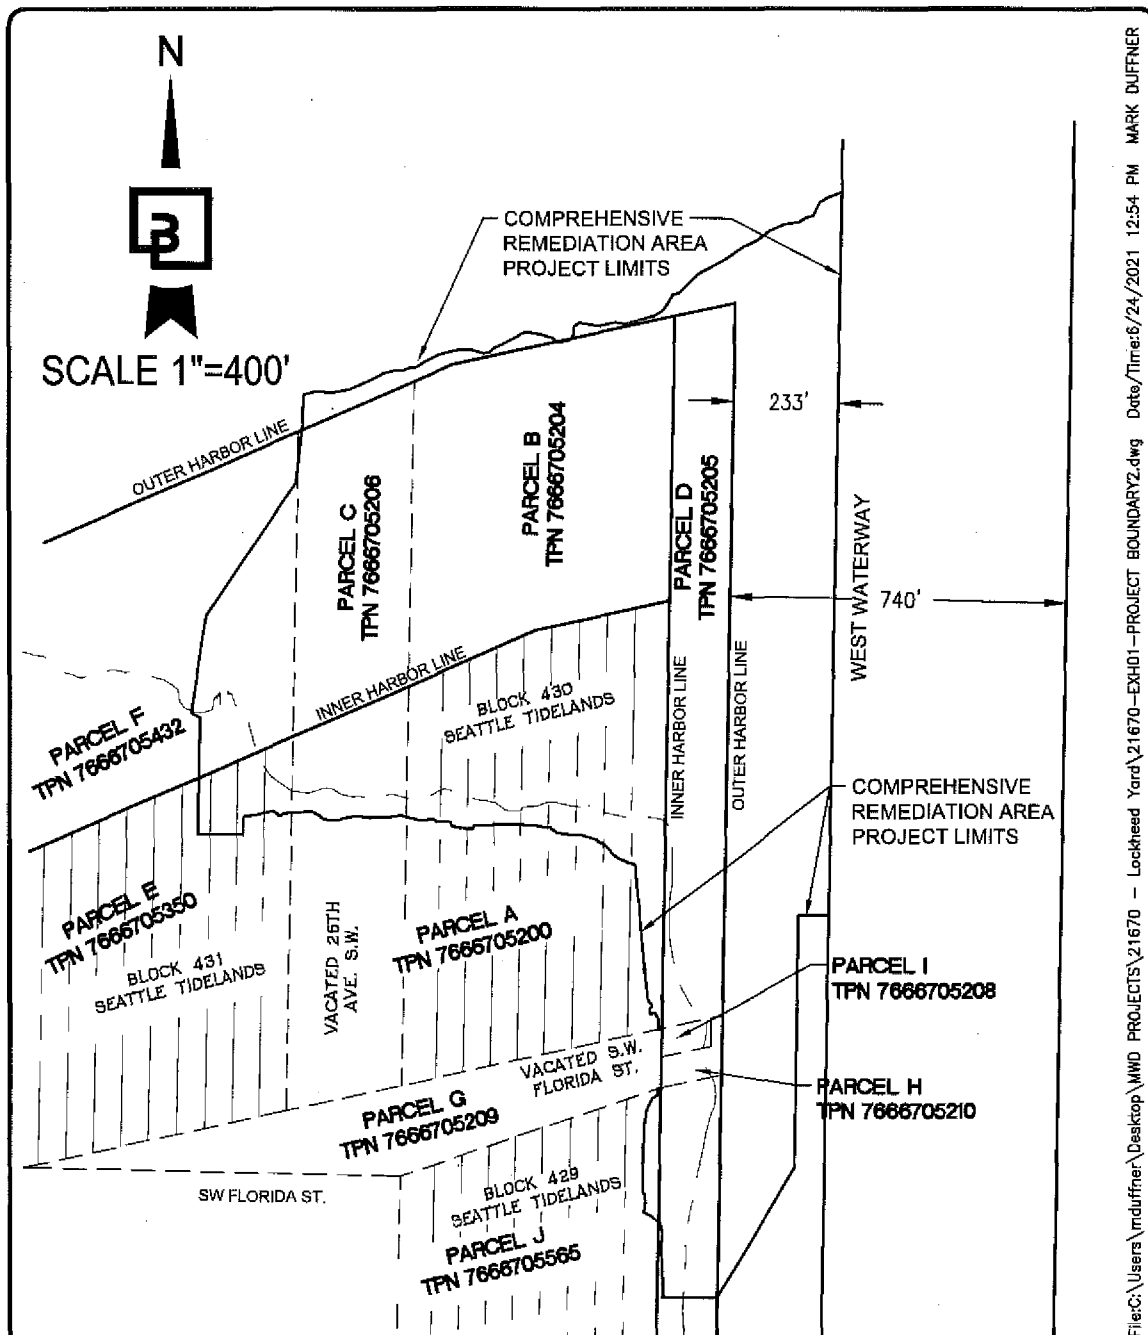 N
B
SCALE 1"=400'
COMPREHENSIVE
REMEDIATION AREA
PROJECT LIMITS
233'
OUTER HARBOR LINE
PARCEL C
TPN 7666705206
PARCEL B
TPN 7666705204
PARCEL D
TPN 7666705205
WEST WATERWAY
740'
INNER HARBOR LINE
PARCEL F
TPN 7666705432
BLOCK 430
SEATTLE TIDELANDS
INNER HARBOR LINE
OUTER HARBOR LINE
COMPREHENSIVE
REMEDIATION AREA
PROJECT LIMITS
PARCEL E
TPN 7666705350
BLOCK 431
SEATTLE TIDELANDS
VACATED 26TH
AVE. S.W.
PARCEL A
TPN 7666705200
PARCEL I
TPN 7666705208
VACATED S.W.
FLORIDA ST.
PARCEL H
TPN 7666705210
PARCEL G
TPN 7666705209
SW FLORIDA ST.
BLOCK 429
SEATTLE TIDELANDS
PARCEL J
TPN 7666705565
File:C:\Users\mduffner\Desktop\MWD PROJECTS\21670 - Lockheed Yard\21670-EXH01-PROJECT BOUNDARY2.dwg Date/Time:6/24/2021 12:54 PM MARK DUFFNER